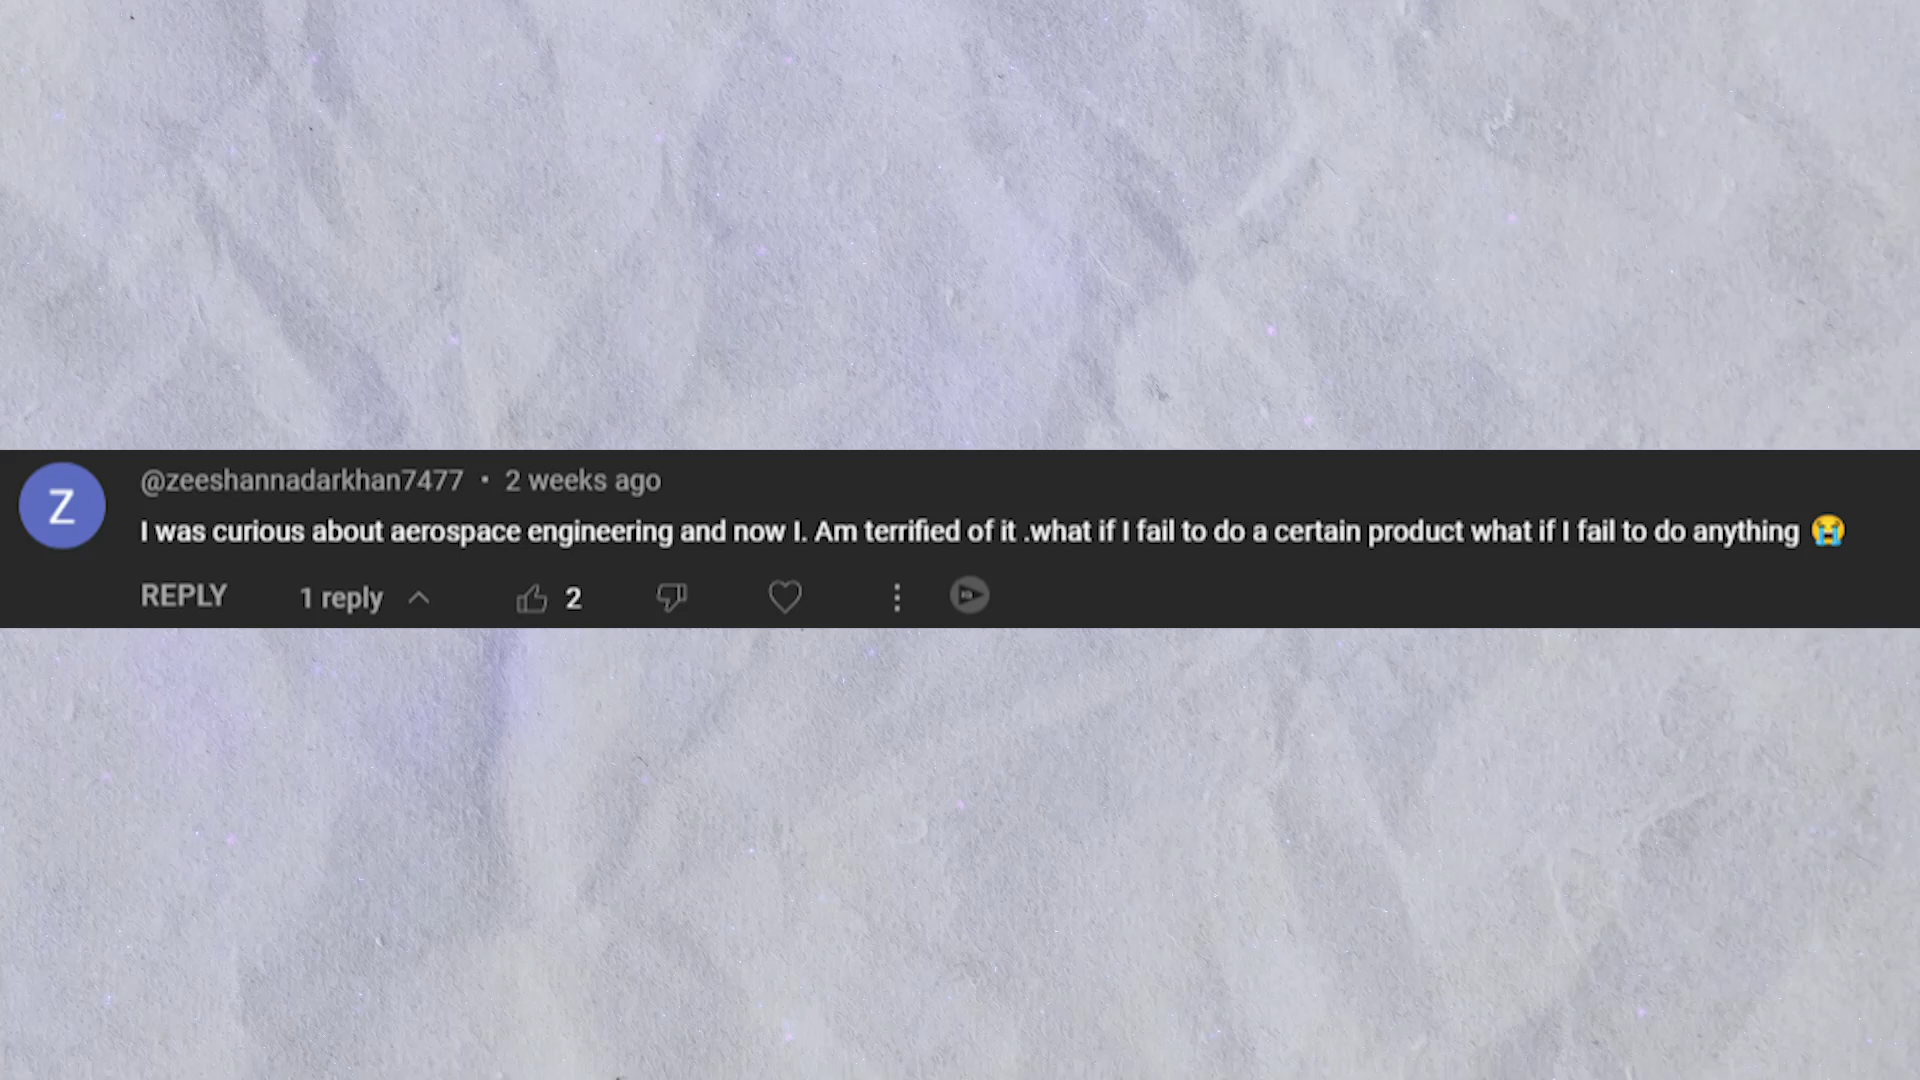 Z
@zeeshannadarkhan7477 • 2 weeks ago
I was curious about aerospace engineering and now I. Am terrified of it .what if I fail to do a certain product what if I fail to do anything 😭
REPLY 1 reply 2